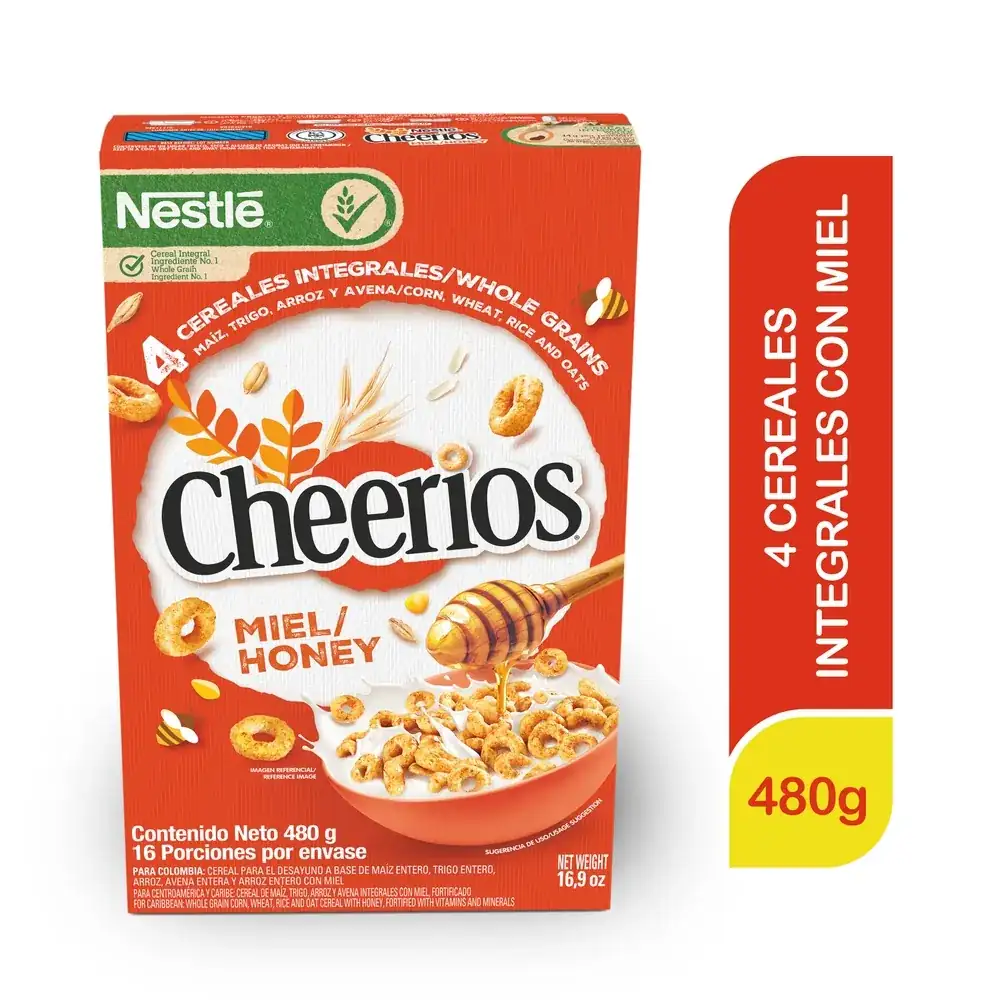 Nestlé Cheerios
MIEL/HONEY
Nestlé®
Cereal Integral
Ingrediente No. 1
Whole Grain
Ingredient No. 1
4 CEREALES INTEGRALES/WHOLE GRAINS
MAÍZ, TRIGO, ARROZ Y AVENA/CORN, WHEAT, RICE AND OATS
Cheerios®
MIEL/
HONEY
IMAGEN REFERENCIAL/
REFERENCE IMAGE
SUGERENCIA DE USO/USAGE SUGGESTION
Contenido Neto 480 g
16 Porciones por envase
NET WEIGHT
16,9 oz
PARA COLOMBIA: CEREAL PARA EL DESAYUNO A BASE DE MAÍZ ENTERO, TRIGO ENTERO,
ARROZ, AVENA ENTERA Y ARROZ ENTERO CON MIEL
PARA CENTROAMÉRICA Y CARIBE: CEREAL DE MAÍZ, TRIGO, ARROZ Y AVENA INTEGRALES CON MIEL, FORTIFICADO
FOR CARIBBEAN: WHOLE GRAIN CORN, WHEAT, RICE AND OAT CEREAL WITH HONEY, FORTIFIED WITH VITAMINS AND MINERALS
4 CEREALES
INTEGRALES CON MIEL
480g